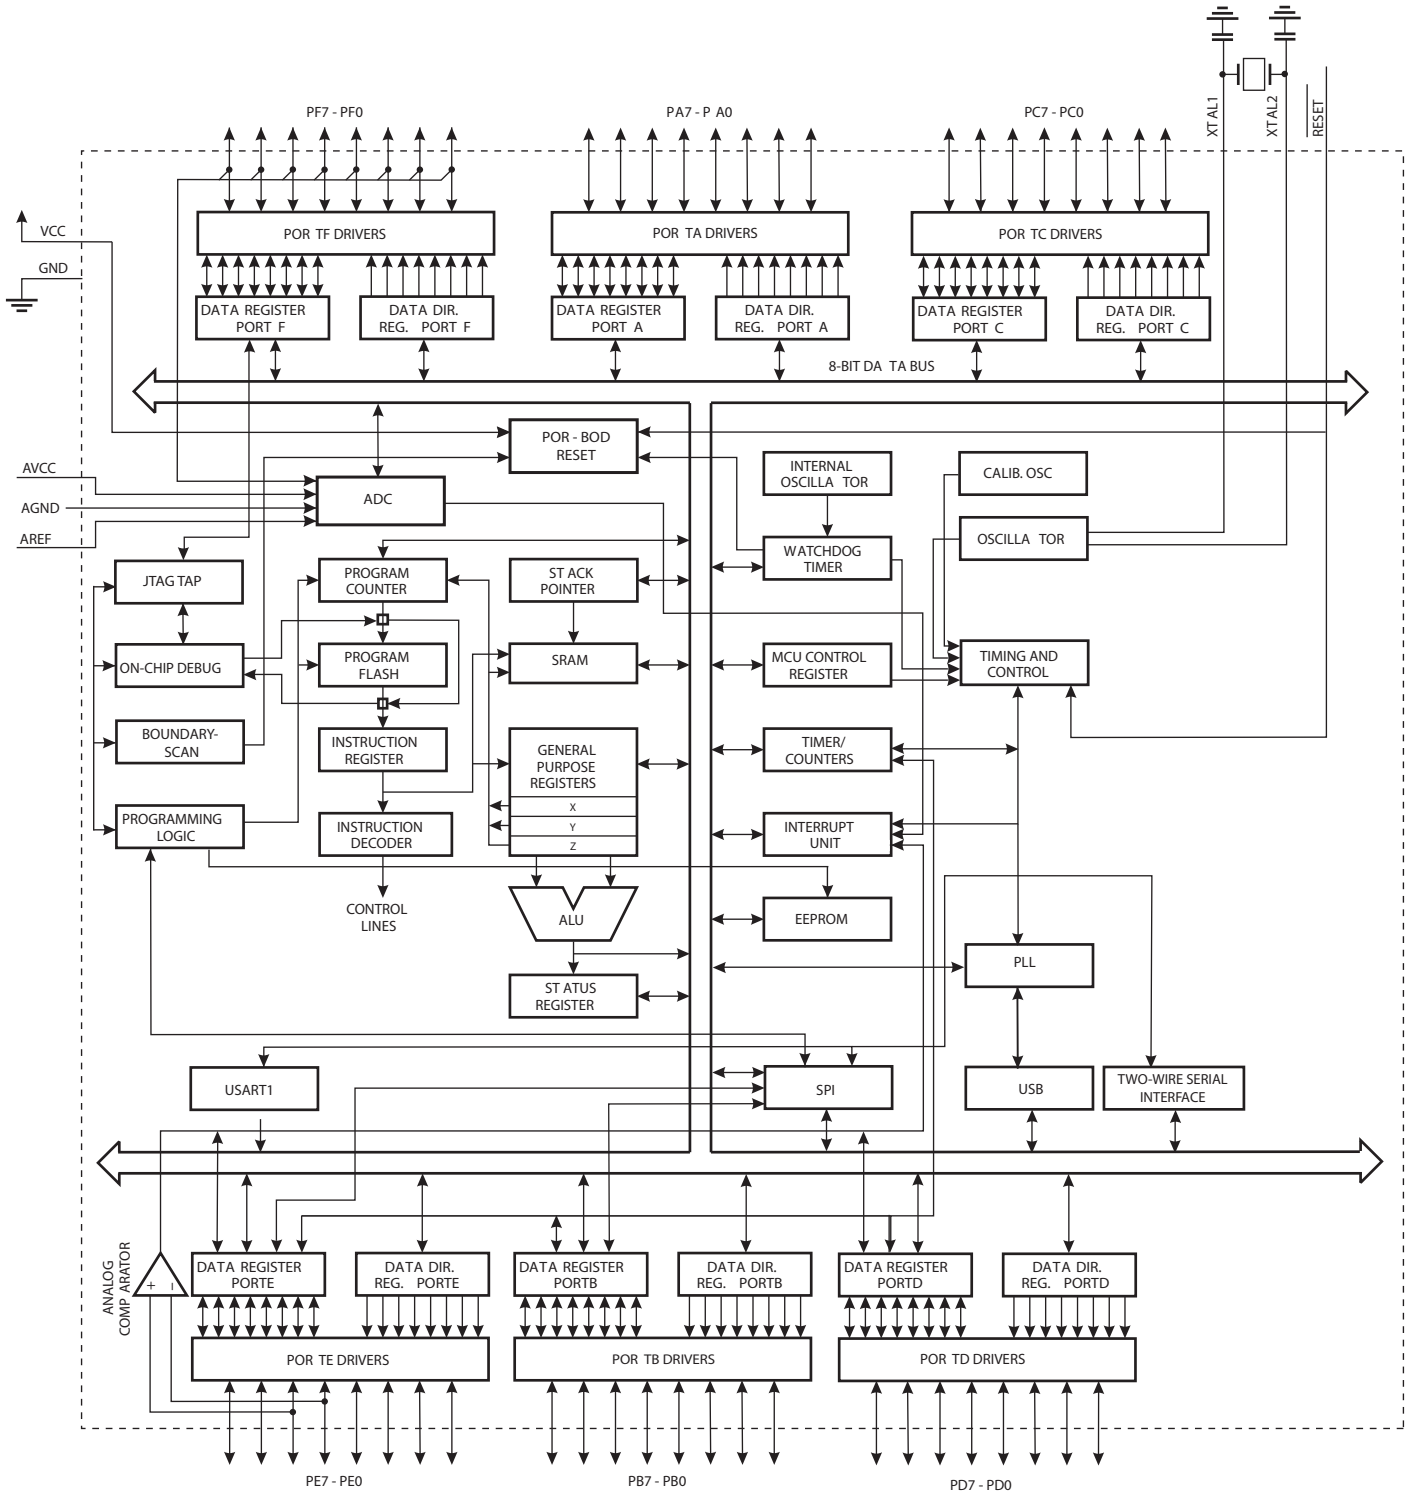 PF7 - PF0
PA7 - P A0
PC7 - PC0
XT AL1
XT AL2
RESET
VCC
GND
POR TF DRIVERS
POR TA DRIVERS
POR TC DRIVERS
DATA REGISTER
PORT F
DATA DIR.
REG. PORT F
DATA REGISTER
PORT A
DATA DIR.
REG. PORT A
DATA REGISTER
PORT C
DATA DIR.
REG. PORT C
8-BIT DA TA BUS
POR - BOD
RESET
INTERNAL
OSCILLA TOR
CALIB. OSC
AVCC
AGND
AREF
ADC
OSCILLA TOR
WATCHDOG
TIMER
JTAG TAP
PROGRAM
COUNTER
ST ACK
POINTER
ON-CHIP DEBUG
PROGRAM
FLASH
SRAM
MCU CONTROL
REGISTER
TIMING AND
CONTROL
BOUNDARY-
SCAN
INSTRUCTION
REGISTER
GENERAL
PURPOSE
REGISTERS
X
Y
Z
TIMER/
COUNTERS
PROGRAMMING
LOGIC
INSTRUCTION
DECODER
INTERRUPT
UNIT
CONTROL
LINES
ALU
EEPROM
PLL
ST ATUS
REGISTER
USART1
SPI
USB
TWO-WIRE SERIAL
INTERFACE
ANALOG
COMP ARATOR
+
–
DATA REGISTER
PORTE
DATA DIR.
REG. PORTE
DATA REGISTER
PORTB
DATA DIR.
REG. PORTB
DATA REGISTER
PORTD
DATA DIR.
REG. PORTD
POR TE DRIVERS
POR TB DRIVERS
POR TD DRIVERS
PE7 - PE0
PB7 - PB0
PD7 - PD0